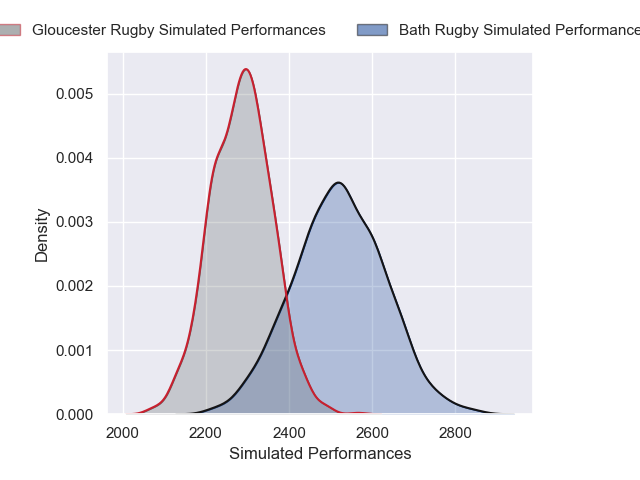 Gloucester Rugby Simulated Performances
Bath Rugby Simulated Performance
0.005
0.004
0.003
0.002
0.001
0.000
Density
2000 2200 2400 2600 2800
Simulated Performances